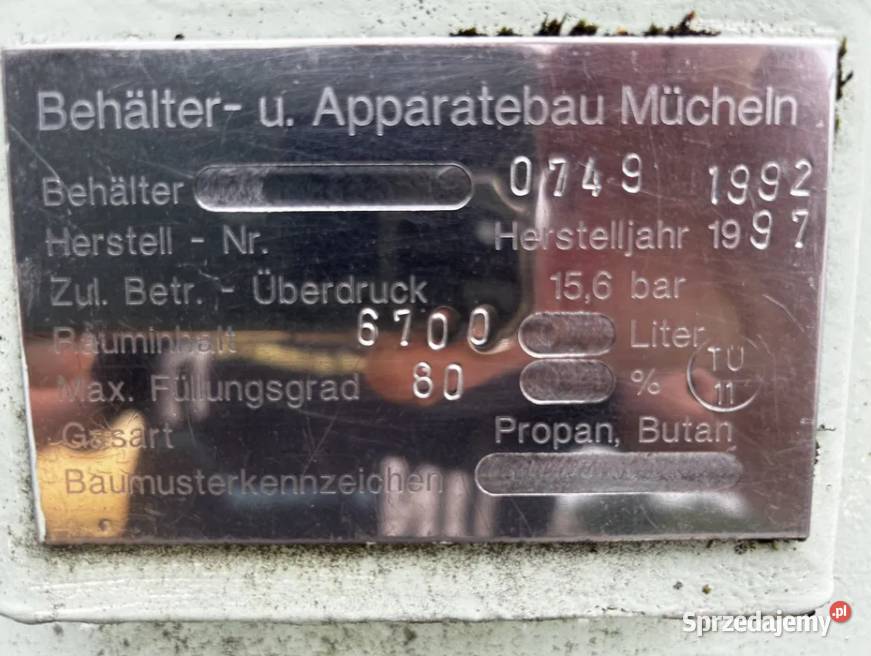 Behälter- u. Apparatebau Mücheln
Behälter 0749 1992
Herstell - Nr. Herstelljahr 1997
Zul. Betr. - Überdruck 15,6 bar
Rauminhalt 6700 Liter
Max. Füllungsgrad 80 % TÜ
11
Gasart Propan, Butan
Baumusterkennzeichen
Sprzedajemy.pl